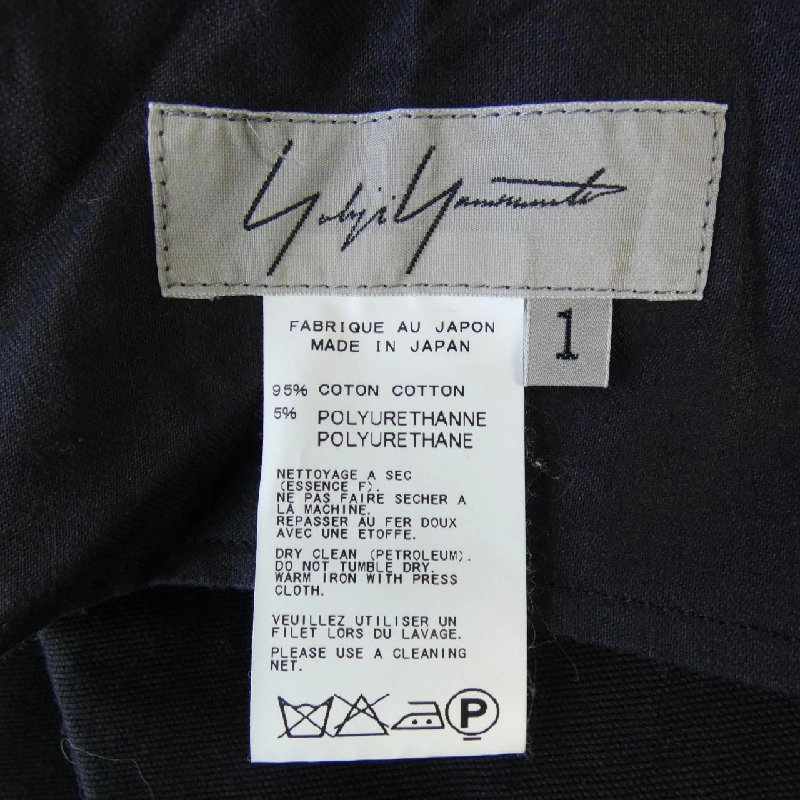 Yohji Yamamoto
1
FABRIQUE AU JAPON
MADE IN JAPAN
95% COTON COTTON
5% POLYURETHANNE
POLYURETHANE
NETTOYAGE A SEC
(ESSENCE F).
NE PAS FAIRE SECHER A
LA MACHINE.
REPASSER AU FER DOUX
AVEC UNE ETOFFE.
DRY CLEAN (PETROLEUM).
DO NOT TUMBLE DRY.
WARM IRON WITH PRESS
CLOTH.
VEUILLEZ UTILISER UN
FILET LORS DU LAVAGE.
PLEASE USE A CLEANING
NET.
P